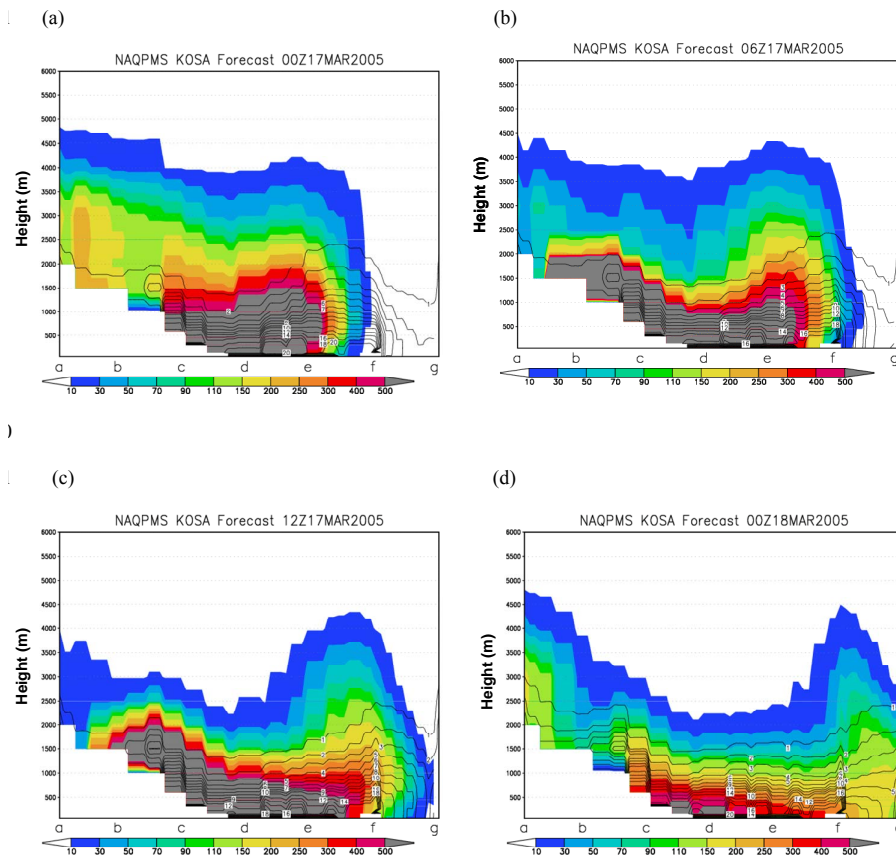 (a)
NAQPMS KOSA Forecast 00Z17MAR2005
Height (m)
6000
5500
5000
4500
4000
3500
3000
2500
2000
1500
1000
500
a b c d e f g
10 30 50 70 90 110 150 200 250 300 400 500
(b)
NAQPMS KOSA Forecast 06Z17MAR2005
Height (m)
6000
5500
5000
4500
4000
3500
3000
2500
2000
1500
1000
500
a b c d e f g
10 30 50 70 90 110 150 200 250 300 400 500
)
(c)
NAQPMS KOSA Forecast 12Z17MAR2005
Height (m)
6000
5500
5000
4500
4000
3500
3000
2500
2000
1500
1000
500
a b c d e f g
10 30 50 70 90 110 150 200 250 300 400 500
(d)
NAQPMS KOSA Forecast 00Z18MAR2005
Height (m)
6000
5500
5000
4500
4000
3500
3000
2500
2000
1500
1000
500
a b c d e f g
10 30 50 70 90 110 150 200 250 300 400 500